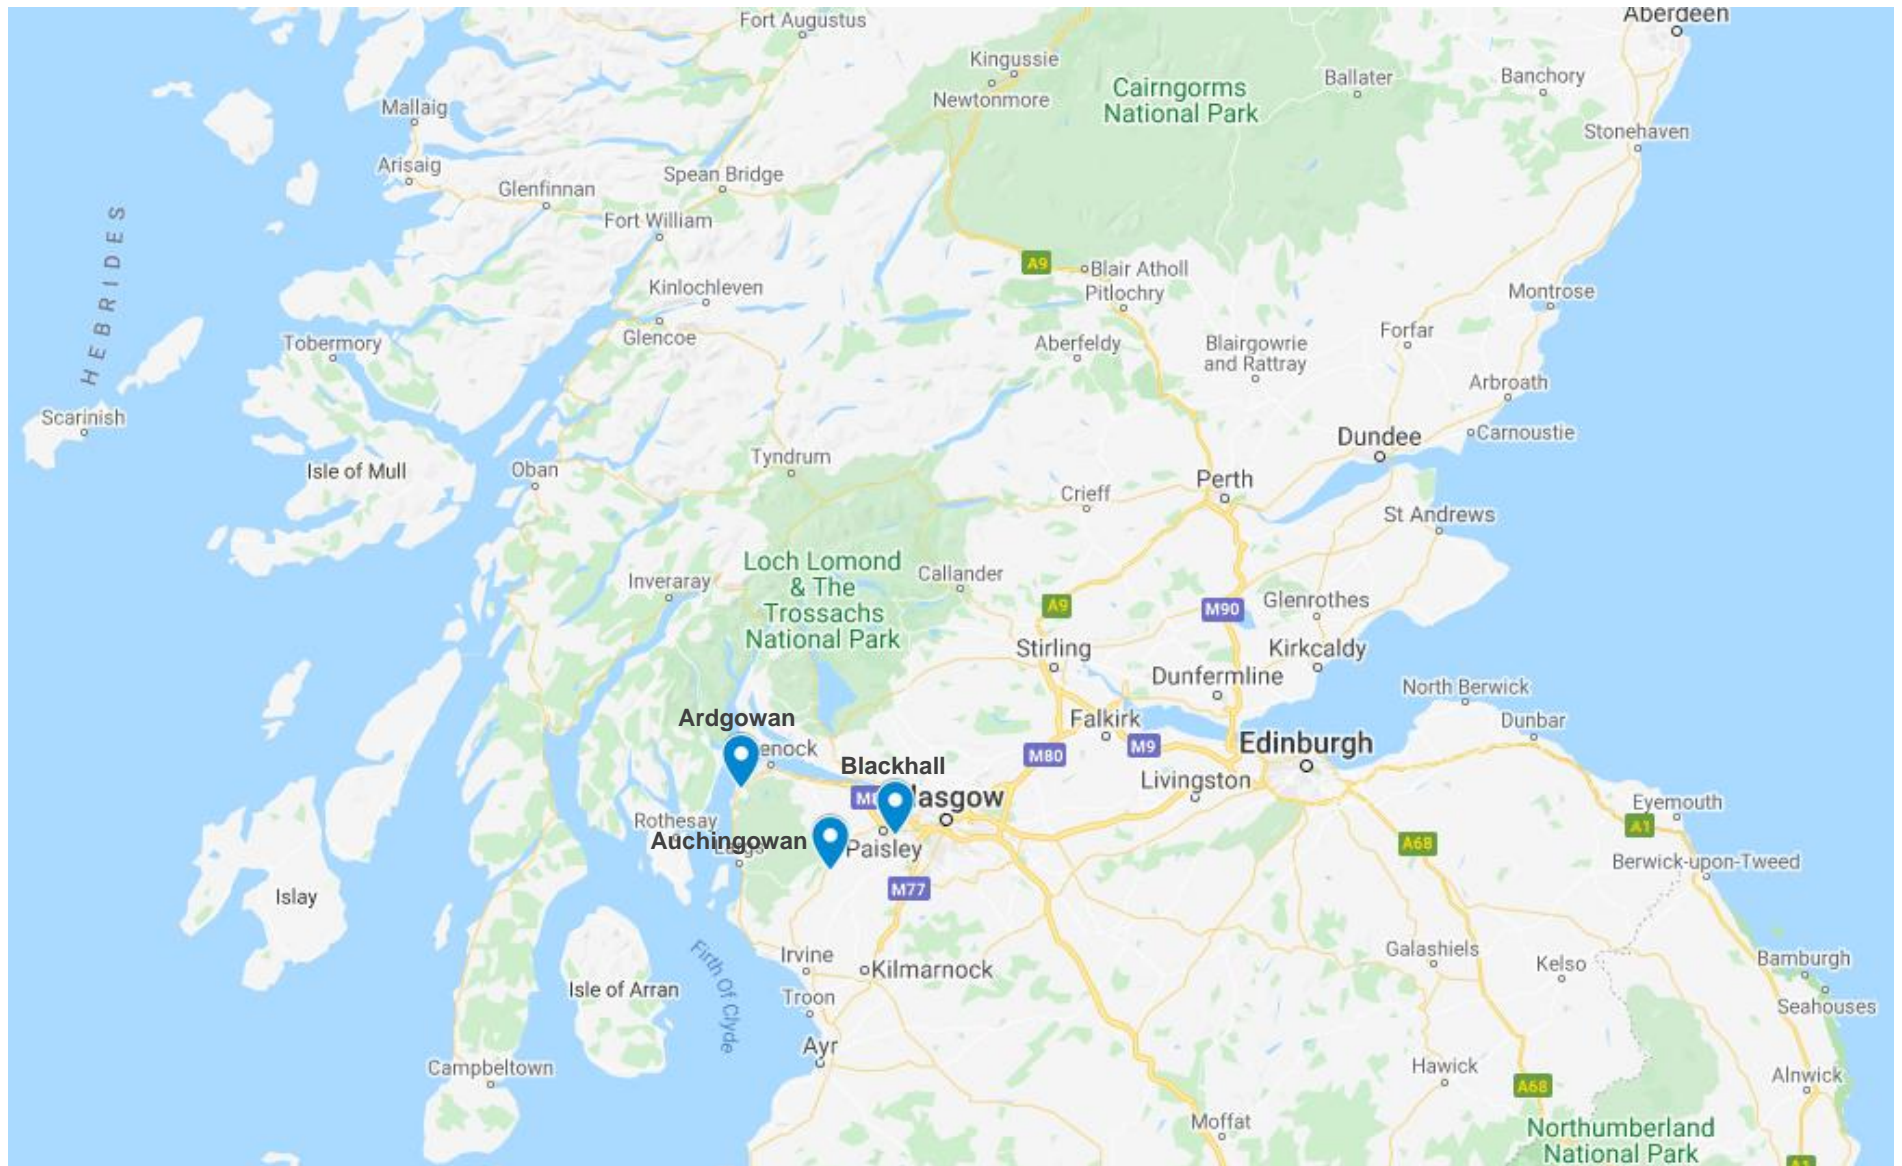 Fort Augustus
Aberdeen
Kingussie
Newtonmore
Cairngorms
National Park
Ballater
Banchory
Mallaig
Stonehaven
Arisaig
Glenfinnan
Spean Bridge
Fort William
HEBRIDES
A9
Blair Atholl
Pitlochry
Kinlochleven
Montrose
Glencoe
Tobermory
Aberfeldy
Blairgowrie
and Rattray
Forfar
Arbroath
Scarinish
Dundee
Carnoustie
Isle of Mull
Oban
Tyndrum
Perth
Crieff
St Andrews
Loch Lomond
& The
Trossachs
National Park
Inveraray
Callander
A9
M90
Glenrothes
Stirling
Kirkcaldy
Dunfermline
North Berwick
Ardgowan
Falkirk
Dunbar
enock
M80
M9
Edinburgh
Blackhall
Livingston
lasgow
Eyemouth
Rothesay
A1
Auchingowan
Paisley
A68
Berwick-upon-Tweed
M77
Islay
Firth Of Clyde
Irvine
Kilmarnock
Galashiels
Kelso
Bamburgh
Isle of Arran
Troon
Seahouses
Ayr
Campbeltown
Hawick
Alnwick
A68
Moffat
Northumberland
National Park